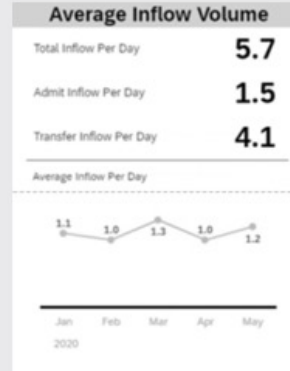 Average Inflow Volume
Total Inflow Per Day 5.7
Admit Inflow Per Day 1.5
Transfer Inflow Per Day 4.1
Average Inflow Per Day
1.1 1.0 1.3 1.0 1.2
Jan Feb Mar Apr May
2020